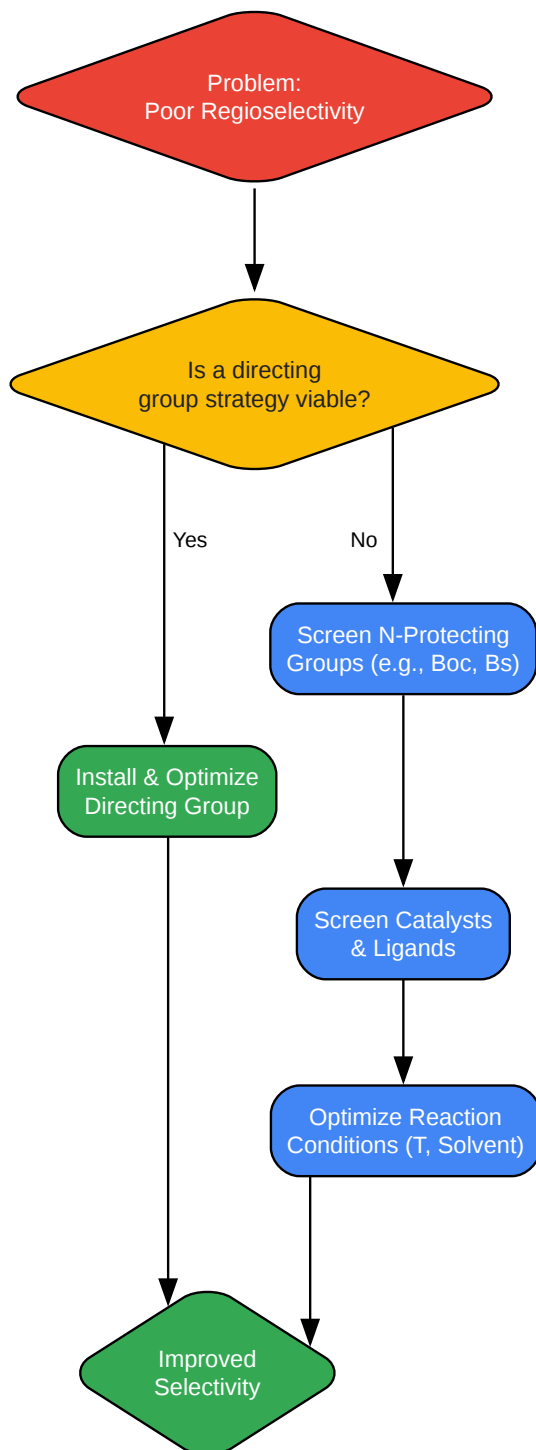 Problem:
Poor Regioselectivity
Is a directing
group strategy viable?
Yes
No
Screen N-Protecting
Groups (e.g., Boc, Bs)
Install & Optimize
Directing Group
Screen Catalysts
& Ligands
Optimize Reaction
Conditions (T, Solvent)
Improved
Selectivity